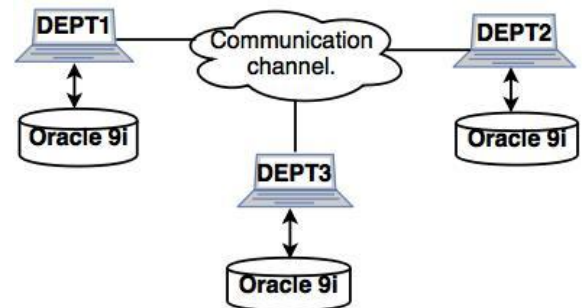 DEPT1
Communication
channel.
DEPT2
Oracle 9i
Oracle 9i
DEPT3
Oracle 9i